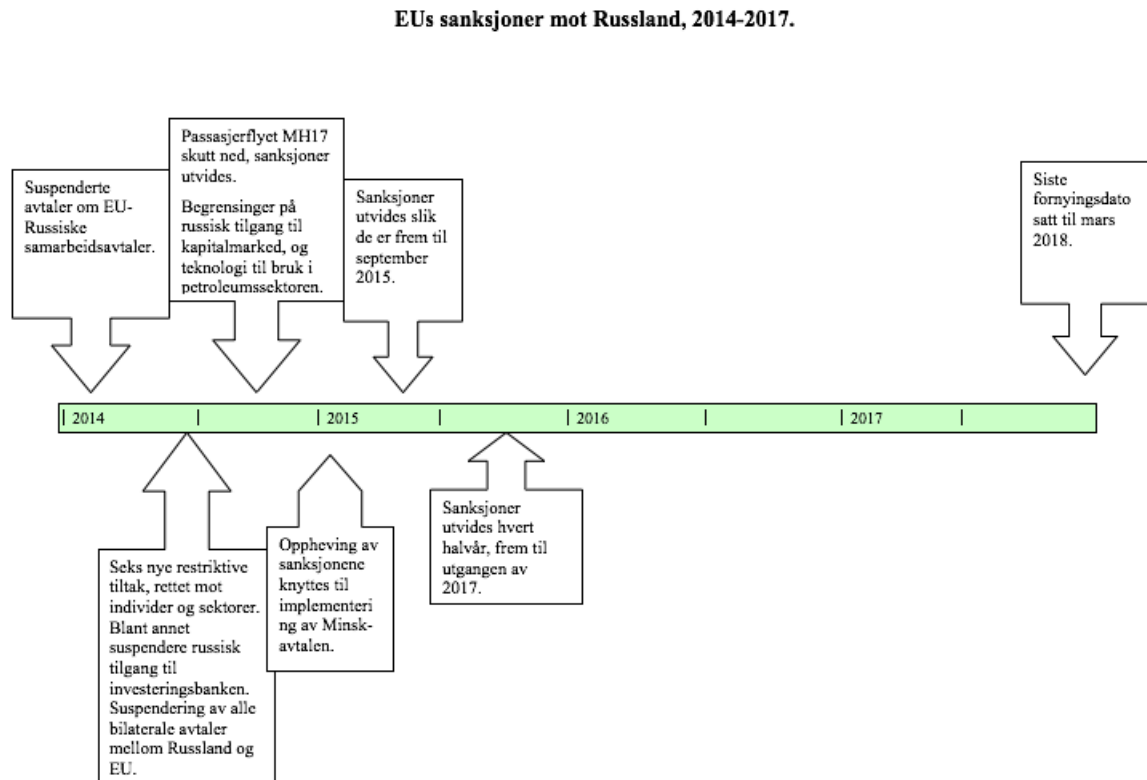 EUs sanksjoner mot Russland, 2014-2017.
Suspenderte
avtaler om EU-
Russiske
samarbeidsavtaler.
Passasjerflyet MH17
skutt ned, sanksjoner
utvides.
Begrensinger på
russisk tilgang til
kapitalmarked, og
teknologi til bruk i
petroleumssektoren.
Sanksjoner
utvides slik
de er frem til
september
2015.
Siste
fornyingsdato
satt til mars
2018.
| 2014 | | 2015 | | 2016 | | 2017 |
Seks nye restriktive
tiltak, rettet mot
individer og sektorer.
Blant annet
suspendere russisk
tilgang til
investeringsbanken.
Suspendering av alle
bilaterale avtaler
mellom Russland og
EU.
Oppheving av
sanksjonene
knyttes til
implementeri
ng av Minsk-
avtalen.
Sanksjoner
utvides hvert
halvår, frem til
utgangen av
2017.